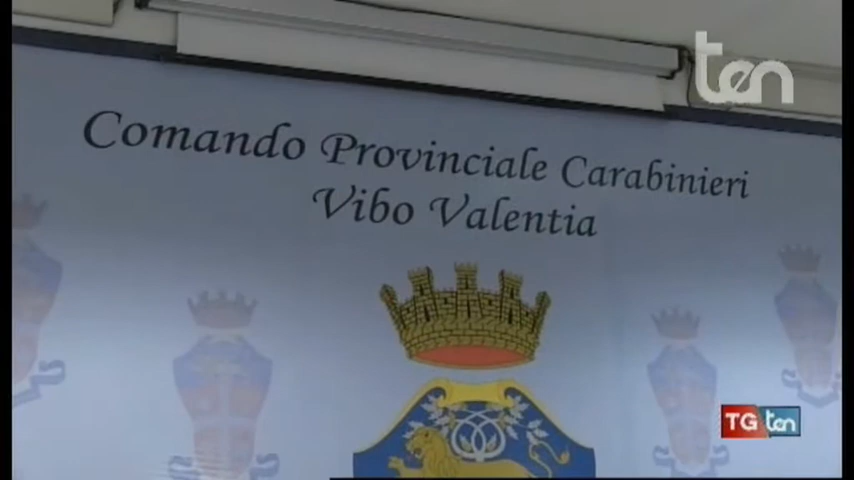 ten
Comando Provinciale Carabinieri
Vibo Valentia
TG ten